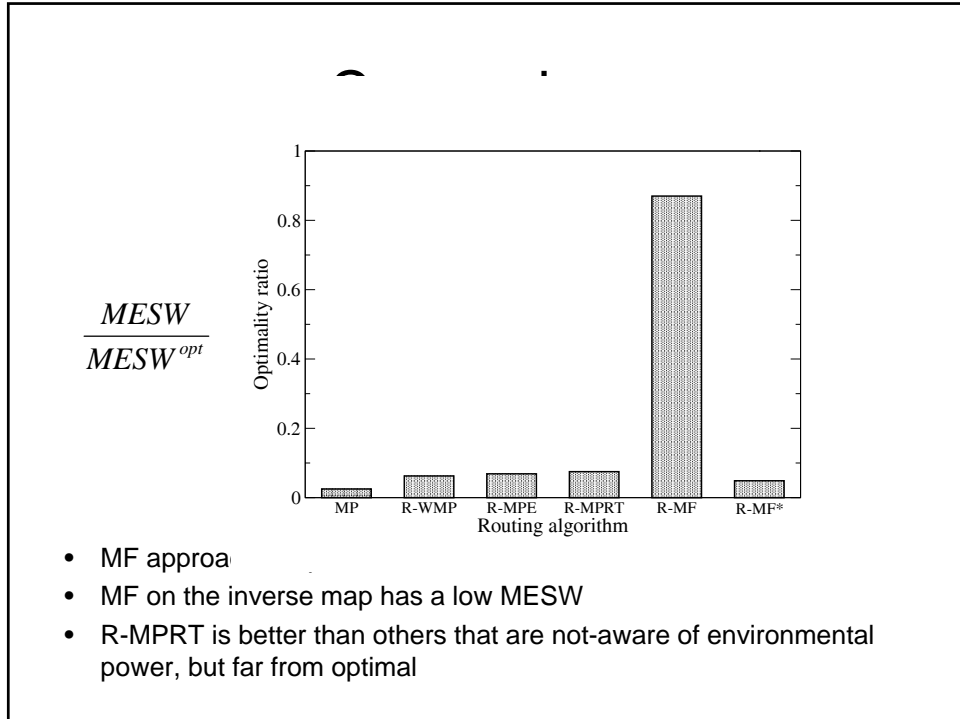 1
0.8
0.6
0.4
0.2
0
Optimality ratio
MESW
MESW opt
MP R-WMP R-MPE R-MPRT R-MF R-MF*
Routing algorithm
• MF
• MF on the inverse map has a low MESW
• R-MPRT is better than others that are not-aware of environmental
power, but far from optimal